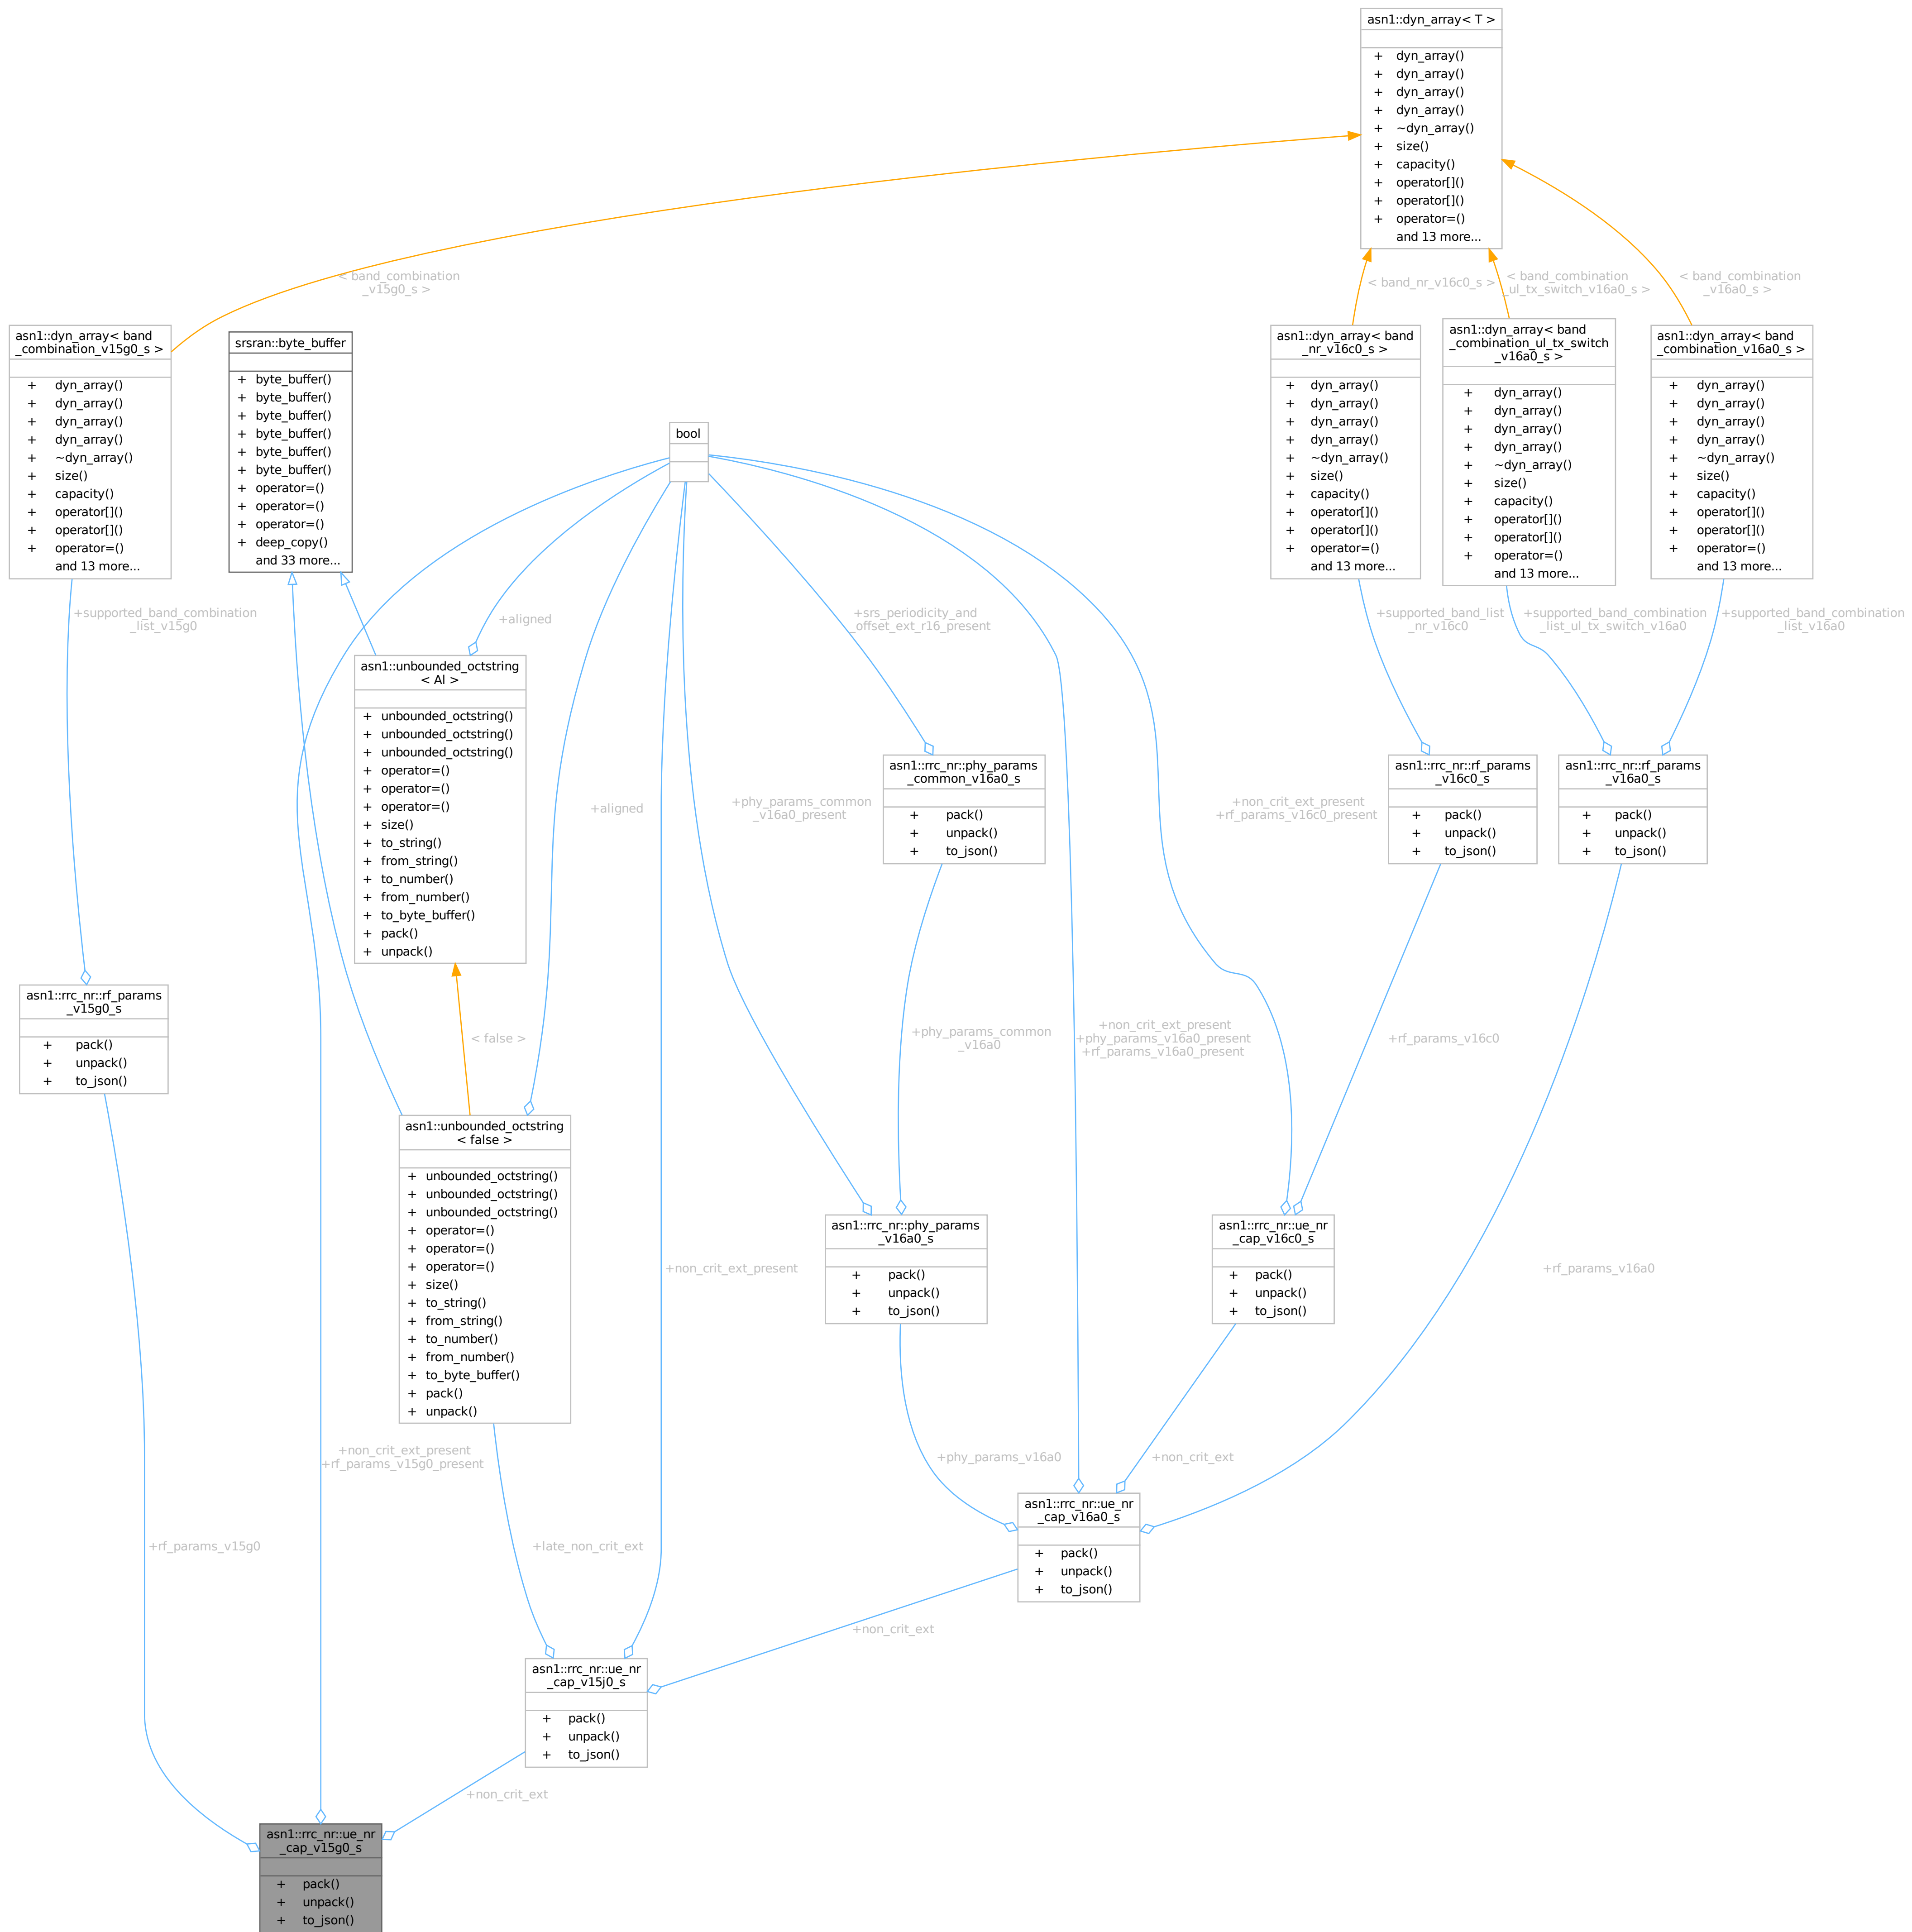 asn1::dyn_array< T >
+ dyn_array()
+ dyn_array()
+ dyn_array()
+ dyn_array()
+ ~dyn_array()
+ size()
+ capacity()
+ operator[]()
+ operator[]()
+ operator=()
and 13 more...
< band_combination
_v15g0_s >
< band_nr_v16c0_s >
< band_combination
_ul_tx_switch_v16a0_s >
< band_combination
_v16a0_s >
asn1::dyn_array< band
_combination_v15g0_s >
+ dyn_array()
+ dyn_array()
+ dyn_array()
+ dyn_array()
+ ~dyn_array()
+ size()
+ capacity()
+ operator[]()
+ operator[]()
+ operator=()
and 13 more...
srsran::byte_buffer
+ byte_buffer()
+ byte_buffer()
+ byte_buffer()
+ byte_buffer()
+ byte_buffer()
+ byte_buffer()
+ operator=()
+ operator=()
+ operator=()
+ deep_copy()
and 33 more...
bool
asn1::dyn_array< band
_nr_v16c0_s >
+ dyn_array()
+ dyn_array()
+ dyn_array()
+ dyn_array()
+ ~dyn_array()
+ size()
+ capacity()
+ operator[]()
+ operator[]()
+ operator=()
and 13 more...
asn1::dyn_array< band
_combination_ul_tx_switch
_v16a0_s >
+ dyn_array()
+ dyn_array()
+ dyn_array()
+ dyn_array()
+ ~dyn_array()
+ size()
+ capacity()
+ operator[]()
+ operator[]()
+ operator=()
and 13 more...
asn1::dyn_array< band
_combination_v16a0_s >
+ dyn_array()
+ dyn_array()
+ dyn_array()
+ dyn_array()
+ ~dyn_array()
+ size()
+ capacity()
+ operator[]()
+ operator[]()
+ operator=()
and 13 more...
+supported_band_combination
_list_v15g0
+aligned
+srs_periodicity_and
_offset_ext_r16_present
+supported_band_list
_nr_v16c0
+supported_band_combination
_list_ul_tx_switch_v16a0
+supported_band_combination
_list_v16a0
asn1::unbounded_octstring
< Al >
+ unbounded_octstring()
+ unbounded_octstring()
+ unbounded_octstring()
+ operator=()
+ operator=()
+ operator=()
+ size()
+ to_string()
+ from_string()
+ to_number()
+ from_number()
+ to_byte_buffer()
+ pack()
+ unpack()
+aligned
+phy_params_common
_v16a0_present
asn1::rrc_nr::phy_params
_common_v16a0_s
+ pack()
+ unpack()
+ to_json()
+non_crit_ext_present
+rf_params_v16c0_present
asn1::rrc_nr::rf_params
_v16c0_s
+ pack()
+ unpack()
+ to_json()
asn1::rrc_nr::rf_params
_v16a0_s
+ pack()
+ unpack()
+ to_json()
asn1::rrc_nr::rf_params
_v15g0_s
+ pack()
+ unpack()
+ to_json()
< false >
+phy_params_common
_v16a0
+non_crit_ext_present
+phy_params_v16a0_present
+rf_params_v16a0_present
+rf_params_v16c0
asn1::unbounded_octstring
< false >
+ unbounded_octstring()
+ unbounded_octstring()
+ unbounded_octstring()
+ operator=()
+ operator=()
+ operator=()
+ size()
+ to_string()
+ from_string()
+ to_number()
+ from_number()
+ to_byte_buffer()
+ pack()
+ unpack()
+non_crit_ext_present
asn1::rrc_nr::phy_params
_v16a0_s
+ pack()
+ unpack()
+ to_json()
asn1::rrc_nr::ue_nr
_cap_v16c0_s
+ pack()
+ unpack()
+ to_json()
+rf_params_v16a0
+non_crit_ext_present
+rf_params_v15g0_present
+phy_params_v16a0
+non_crit_ext
+rf_params_v15g0
+late_non_crit_ext
asn1::rrc_nr::ue_nr
_cap_v16a0_s
+ pack()
+ unpack()
+ to_json()
+non_crit_ext
asn1::rrc_nr::ue_nr
_cap_v15j0_s
+ pack()
+ unpack()
+ to_json()
+non_crit_ext
asn1::rrc_nr::ue_nr
_cap_v15g0_s
+ pack()
+ unpack()
+ to_json()